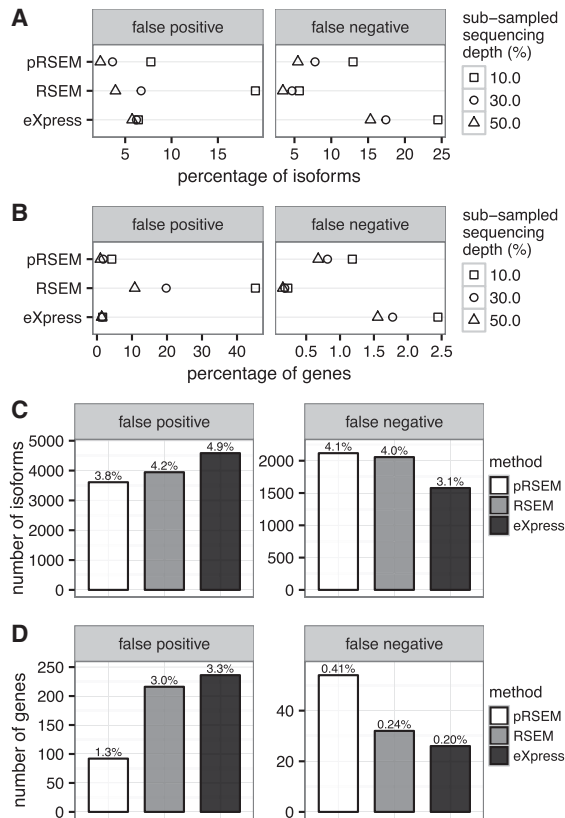 A
false positive
false negative
pRSEM
RSEM
eXpress
5
10
15
5
10
15
20
25
percentage of isoforms
sub-sampled
sequencing
depth (%)
10.0
30.0
50.0
B
false positive
false negative
pRSEM
RSEM
eXpress
0
10
20
30
40
0.5
1.0
1.5
2.0
2.5
percentage of genes
sub-sampled
sequencing
depth (%)
10.0
30.0
50.0
C
false positive
false negative
number of isoforms
5000
4000
3000
2000
1000
0
3.8%
4.2%
4.9%
2000
1500
1000
500
0
4.1%
4.0%
3.1%
method
pRSEM
RSEM
eXpress
D
false positive
false negative
number of genes
250
200
150
100
50
0
1.3%
3.0%
3.3%
40
20
0
0.41%
0.24%
0.20%
method
pRSEM
RSEM
eXpress